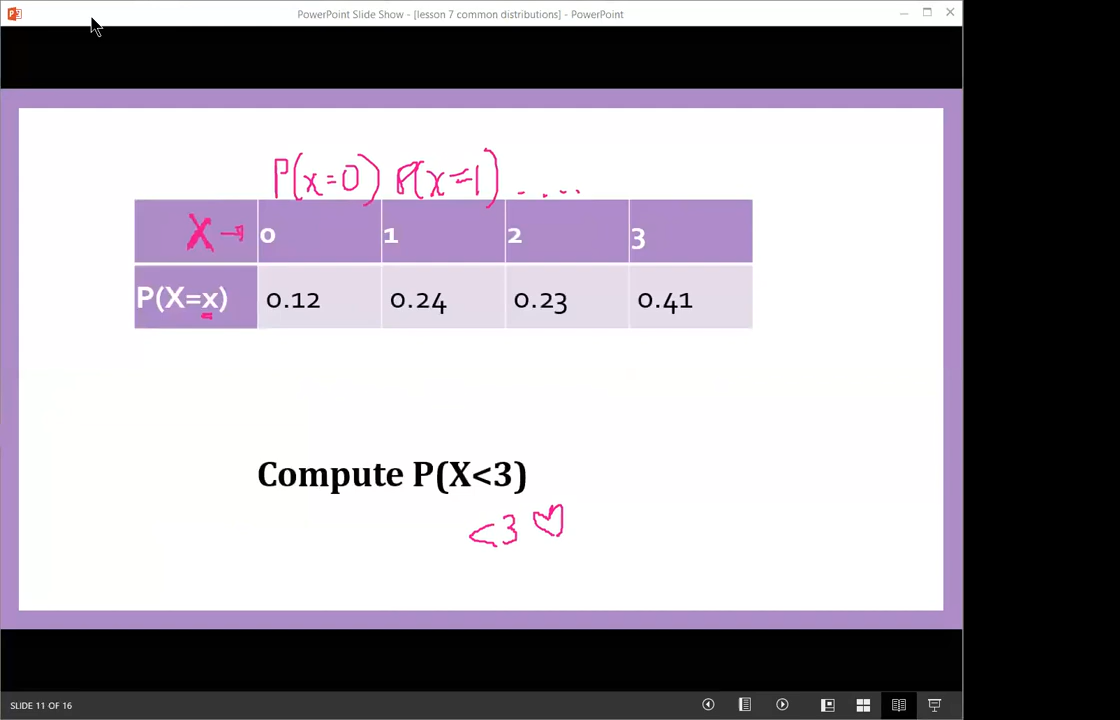 PowerPoint Slide Show - [lesson 7 common distributions] - PowerPoint
P(x=0) P(x=1) .....
X → 0 1 2 3
P(X=x) 0.12 0.24 0.23 0.41
Compute P(X<3)
<3 ♡
SLIDE 11 OF 16